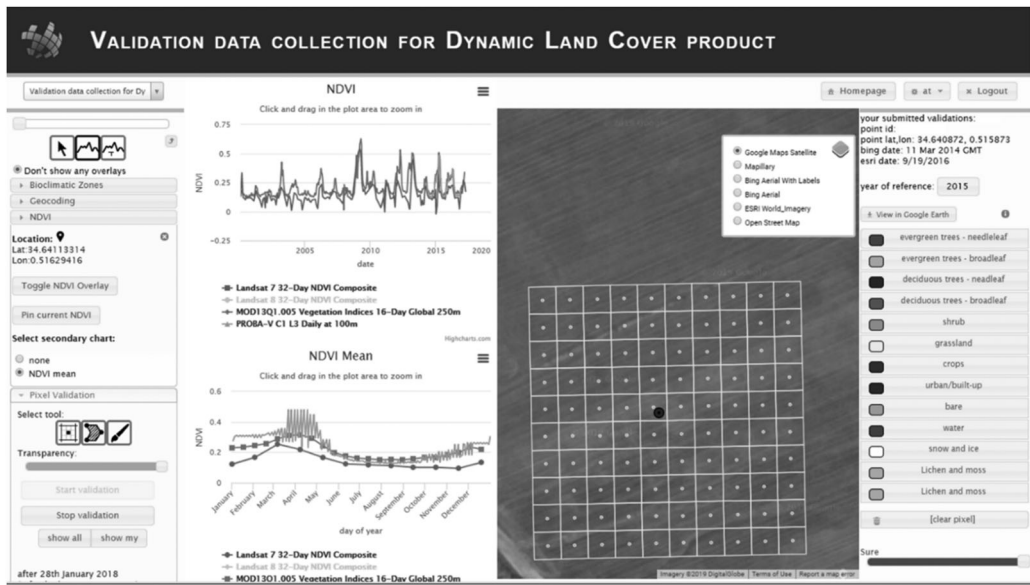 VALIDATION DATA COLLECTION FOR DYNAMIC LAND COVER PRODUCT
Validation data collection for Dy
Homepage
at
Logout
Don't show any overlays
Bioclimatic Zones
Geocoding
NDVI
Location:
Lat:34.64113314
Lon:0.51629416
Toggle NDVI Overlay
Pin current NDVI
Select secondary chart:
none
NDVI mean
Pixel Validation
Select tool:
Transparency:
Start validation
Stop validation
show all
show my
after 28th January 2018
NDVI
Click and drag in the plot area to zoom in
0.75
0.5
0.25
0
-0.25
NDVI
2005
2010
2015
2020
date
Landsat 7 32-Day NDVI Composite
Landsat 8 32-Day NDVI Composite
MOD13Q1.005 Vegetation Indices 16-Day Global 250m
PROBA-V C1 L3 Daily at 100m
Highcharts.com
NDVI Mean
Click and drag in the plot area to zoom in
0.6
0.4
0.2
0
NDVI
January
February
March
April
May
June
July
August
September
October
November
December
day of year
Landsat 7 32-Day NDVI Composite
Landsat 8 32-Day NDVI Composite
MOD13Q1.005 Vegetation Indices 16-Day Global 250m
Google Maps Satellite
Mapillary
Bing Aerial With Labels
Bing Aerial
ESRI World_Imagery
Open Street Map
Imagery ©2019 DigitalGlobe
Terms of Use
Report a map error
your submitted validations:
point id:
point lat,lon: 34.640872, 0.515873
bing date: 11 Mar 2014 GMT
esri date: 9/19/2016
year of reference: 2015
View in Google Earth
evergreen trees - needleleaf
evergreen trees - broadleaf
deciduous trees - neadleaf
deciduous trees - broadleaf
shrub
grassland
crops
urban/built-up
bare
water
snow and ice
Lichen and moss
Lichen and moss
[clear pixel]
Sure